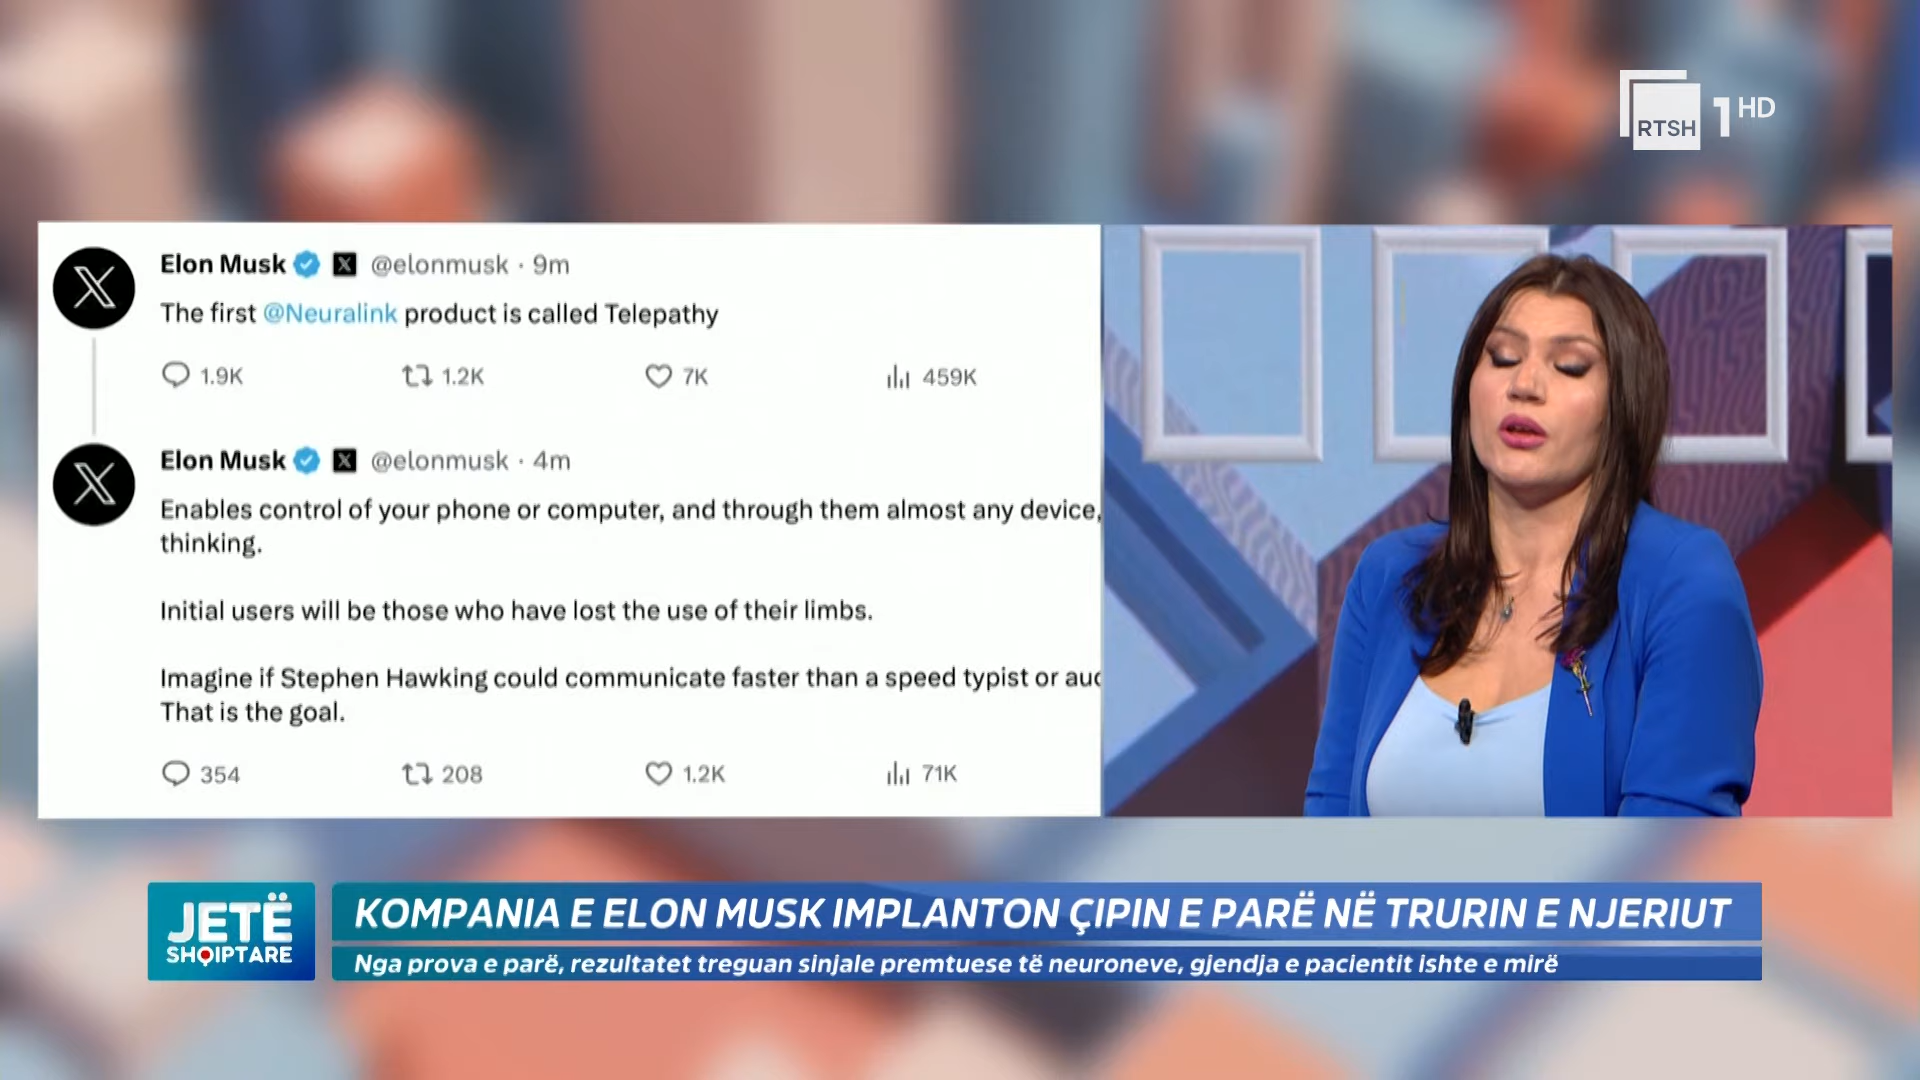 RTSH 1 HD
Elon Musk @elonmusk · 9m
The first @Neuralink product is called Telepathy
1.9K 1.2K 7K 459K
Elon Musk @elonmusk · 4m
Enables control of your phone or computer, and through them almost any device,
thinking.
Initial users will be those who have lost the use of their limbs.
Imagine if Stephen Hawking could communicate faster than a speed typist or
That is the goal.
354 208 1.2K 71K
JETË
SHQIPTARE
KOMPANIA E ELON MUSK IMPLANTON ÇIPIN E PARË NË TRURIN E NJERIUT
Nga prova e parë, rezultatet treguan sinjale premtuese të neuroneve, gjendja e pacientit ishte e mirë